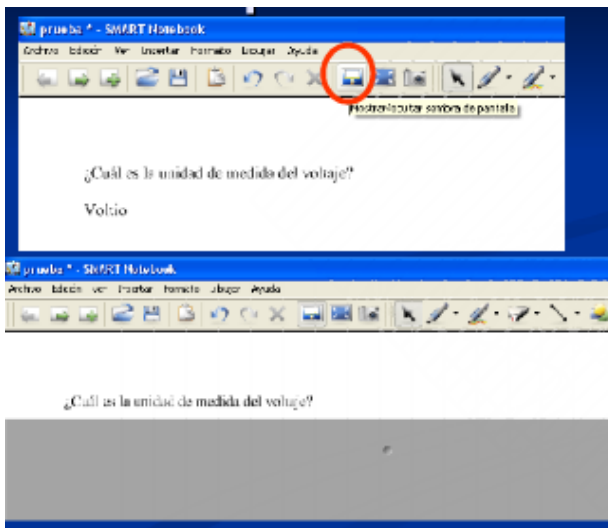 prueba * - SMART Notebook
Archivo Edición Ver Insertar Formato Dibujar Ayuda
Mostrar/ocultar sombra de pantalla
¿Cuál es la unidad de medida del voltaje?
Voltio
prueba * - SMART Notebook
Archivo Edición Ver Insertar Formato Dibujar Ayuda
¿Cuál es la unidad de medida del voltaje?